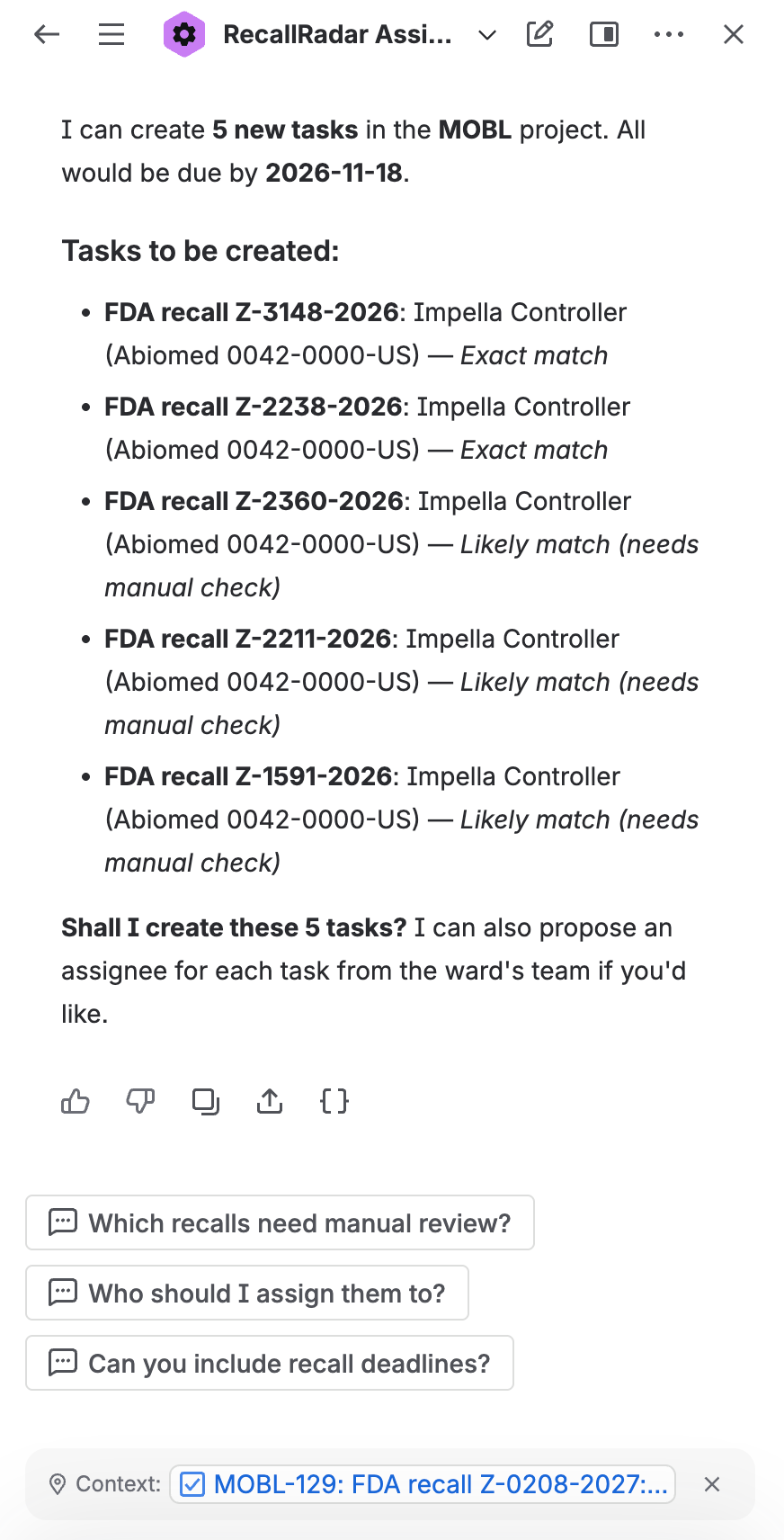 RecallRadar Assi...
I can create 5 new tasks in the MOBL project. All
would be due by 2026-11-18.
Tasks to be created:
• FDA recall Z-3148-2026: Impella Controller
(Abiomed 0042-0000-US) — Exact match
• FDA recall Z-2238-2026: Impella Controller
(Abiomed 0042-0000-US) — Exact match
• FDA recall Z-2360-2026: Impella Controller
(Abiomed 0042-0000-US) — Likely match (needs
manual check)
• FDA recall Z-2211-2026: Impella Controller
(Abiomed 0042-0000-US) — Likely match (needs
manual check)
• FDA recall Z-1591-2026: Impella Controller
(Abiomed 0042-0000-US) — Likely match (needs
manual check)
Shall I create these 5 tasks? I can also propose an
assignee for each task from the ward's team if you'd
like.
Which recalls need manual review?
Who should I assign them to?
Can you include recall deadlines?
Context: MOBL-129: FDA recall Z-0208-2027:...